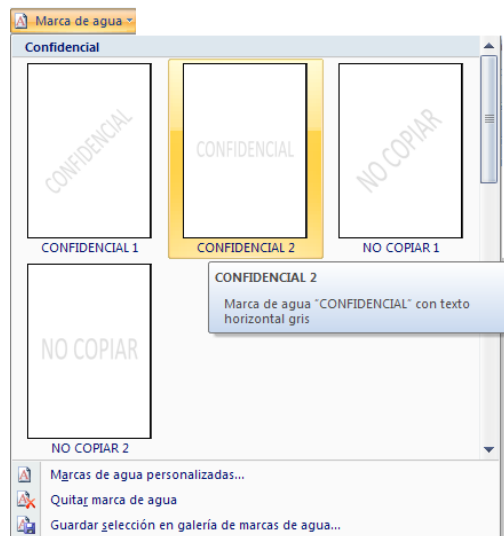 Marca de agua
Confidencial
CONFIDENCIAL
CONFIDENCIAL
NO COPIAR
CONFIDENCIAL 1
CONFIDENCIAL 2
NO COPIAR 1
CONFIDENCIAL 2
Marca de agua "CONFIDENCIAL" con texto
horizontal gris
NO COPIAR
NO COPIAR 2
Marcas de agua personalizadas...
Quitar marca de agua
Guardar selección en galería de marcas de agua...